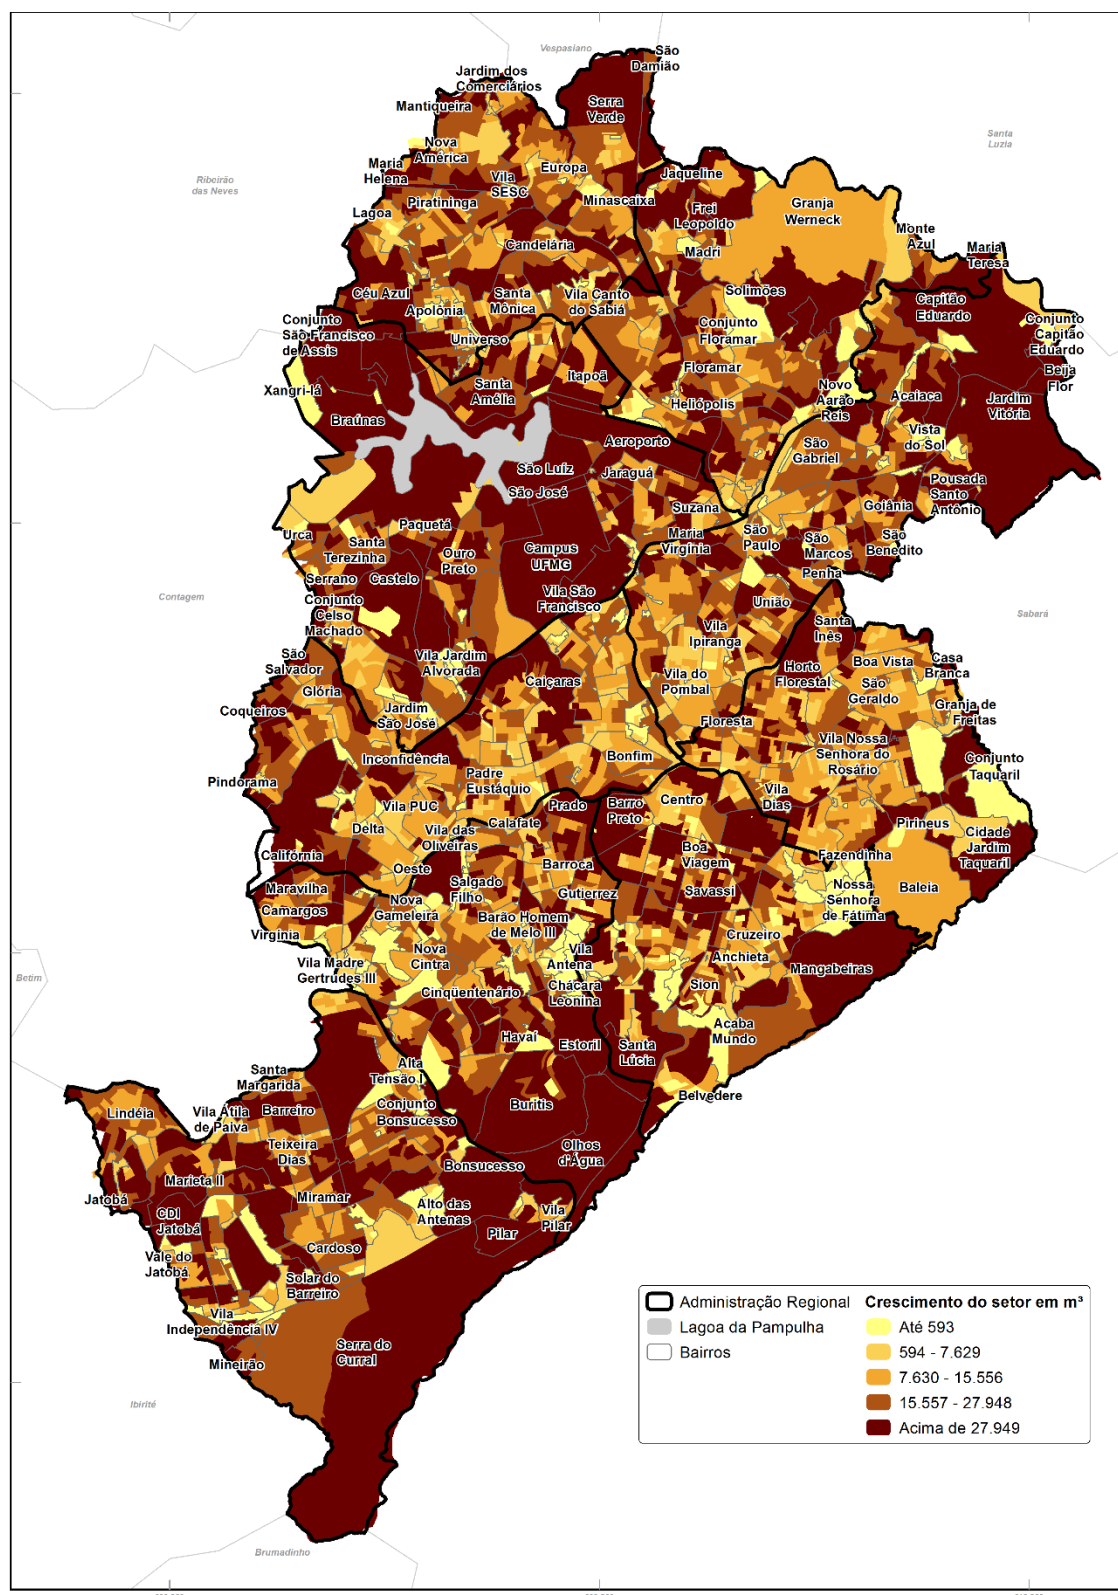 Vespasiano
São
Damião
Jardim dos
Comerciários
Mantiqueira
Serra
Verde
Santa
Luzia
Nova
América
Maria
Helena
Europa
Vila
SESC
Jaqueline
Ribeirão
das Neves
Piratininga
Minascaixa
Granja
Werneck
Lagoa
Frei
Leopoldo
Monte
Azul
Candelária
Madri
Maria
Teresa
Céu Azul
Santa
Mônica
Vila Canto
do Sabiá
Solimões
Apolônia
Capitão
Eduardo
Conjunto
São Francisco
de Assis
Universo
Conjunto
Floramar
Conjunto
Capitão
Eduardo
Itapoã
Floramar
Beija
Flor
Xangri-lá
Santa
Amélia
Novo
Aarão
Reis
Acaiaca
Jardim
Vitória
Heliópolis
Braúnas
Vista
do Sol
Aeroporto
São
Gabriel
São Luíz
Jaraguá
Pousada
Santo
Antônio
São José
Suzana
Goiânia
Paquetá
Urca
Santa
Terezinha
Maria
Virgínia
São
Paulo
São
Marcos
São
Benedito
Ouro
Preto
Campus
UFMG
Serrano
Castelo
Penha
Contagem
Conjunto
Celso
Machado
Vila São
Francisco
União
Sabará
Vila
Ipiranga
Santa
Inês
São
Salvador
Vila Jardim
Alvorada
Caiçaras
Vila do
Pombal
Horto
Florestal
Boa Vista
Casa
Branca
São
Geraldo
Glória
Coqueiros
Jardim
São José
Floresta
Granja de
Freitas
Inconfidência
Bonfim
Vila Nossa
Senhora do
Rosário
Conjunto
Taquaril
Pindorama
Padre
Eustáquio
Vila
Dias
Vila PUC
Prado
Barro
Preto
Centro
Delta
Vila das
Oliveiras
Calafate
Pirineus
Cidade
Jardim
Taquaril
Califórnia
Oeste
Barroca
Boa
Viagem
Fazendinha
Maravilha
Salgado
Filho
Gutierrez
Savassi
Nossa
Senhora
de Fátima
Baleia
Camargos
Nova
Gameleira
Barão Homem
de Melo III
Virgínia
Cruzeiro
Vila Madre
Gertrudes III
Nova
Cintra
Vila
Antena
Anchieta
Mangabeiras
Betim
Cinqüentenário
Chácara
Leonina
Sion
Havaí
Estoril
Santa
Lúcia
Acaba
Mundo
Santa
Margarida
Alta
Tensão I
Belvedere
Lindéia
Vila Átila
de Paiva
Barreiro
Conjunto
Bonsucesso
Buritis
Teixeira
Dias
Olhos
d'Água
Marieta II
Bonsucesso
Jatobá
Miramar
CDI
Jatobá
Alto das
Antenas
Vila
Pilar
Pilar
Cardoso
Vale do
Jatobá
Solar do
Barreiro
Vila
Independência IV
Mineirão
Serra do
Curral
Ibirité
Brumadinho
Administração Regional
Lagoa da Pampulha
Bairros
Crescimento do setor em m³
Até 593
594 - 7.629
7.630 - 15.556
15.557 - 27.948
Acima de 27.949